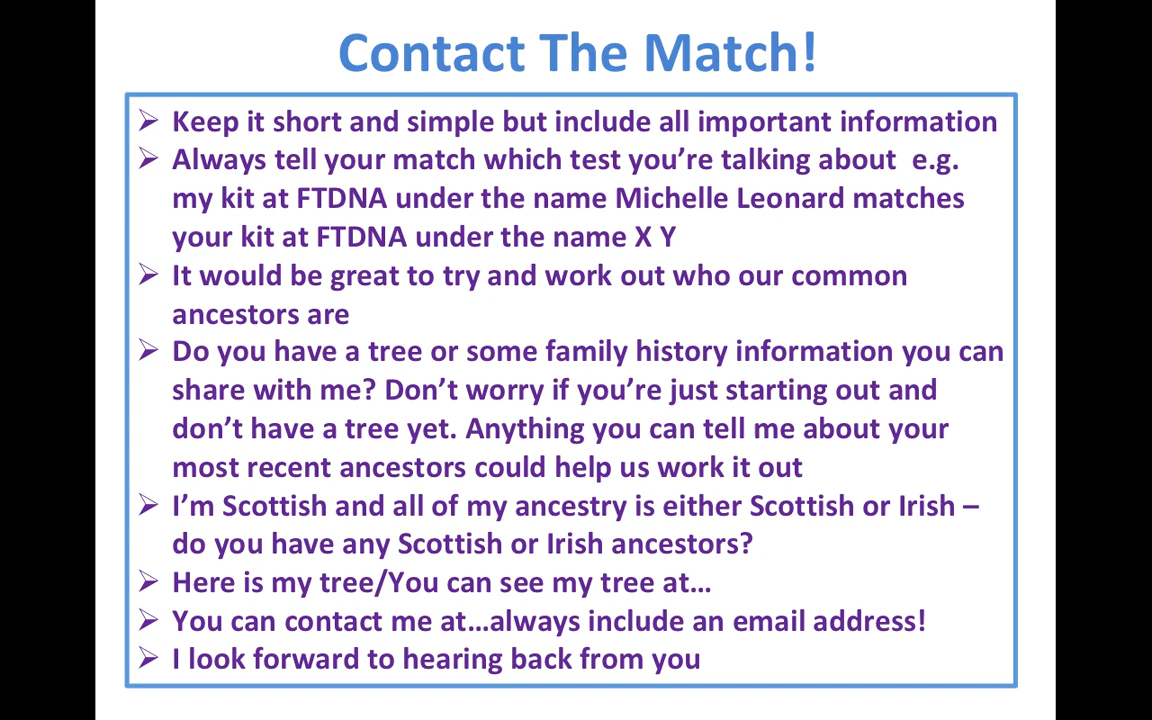 Contact The Match!
➢ Keep it short and simple but include all important information
➢ Always tell your match which test you’re talking about  e.g.
my kit at FTDNA under the name Michelle Leonard matches
your kit at FTDNA under the name X Y
➢ It would be great to try and work out who our common
ancestors are
➢ Do you have a tree or some family history information you can
share with me? Don’t worry if you’re just starting out and
don’t have a tree yet. Anything you can tell me about your
most recent ancestors could help us work it out
➢ I’m Scottish and all of my ancestry is either Scottish or Irish –
do you have any Scottish or Irish ancestors?
➢ Here is my tree/You can see my tree at…
➢ You can contact me at…always include an email address!
➢ I look forward to hearing back from you